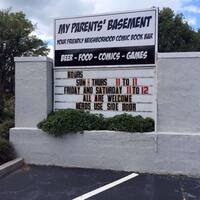 MY PARENTS' BASEMENT
YOUR FRIENDLY NEIGHBORHOOD COMIC BOOK BAR
BEER - FOOD - COMICS - GAMES
HOURS
SUN - THURS 11 TO 11
FRIDAY AND SATURDAY 11 TO 12
ALL ARE WELCOME
NERDS USE SIDE DOOR